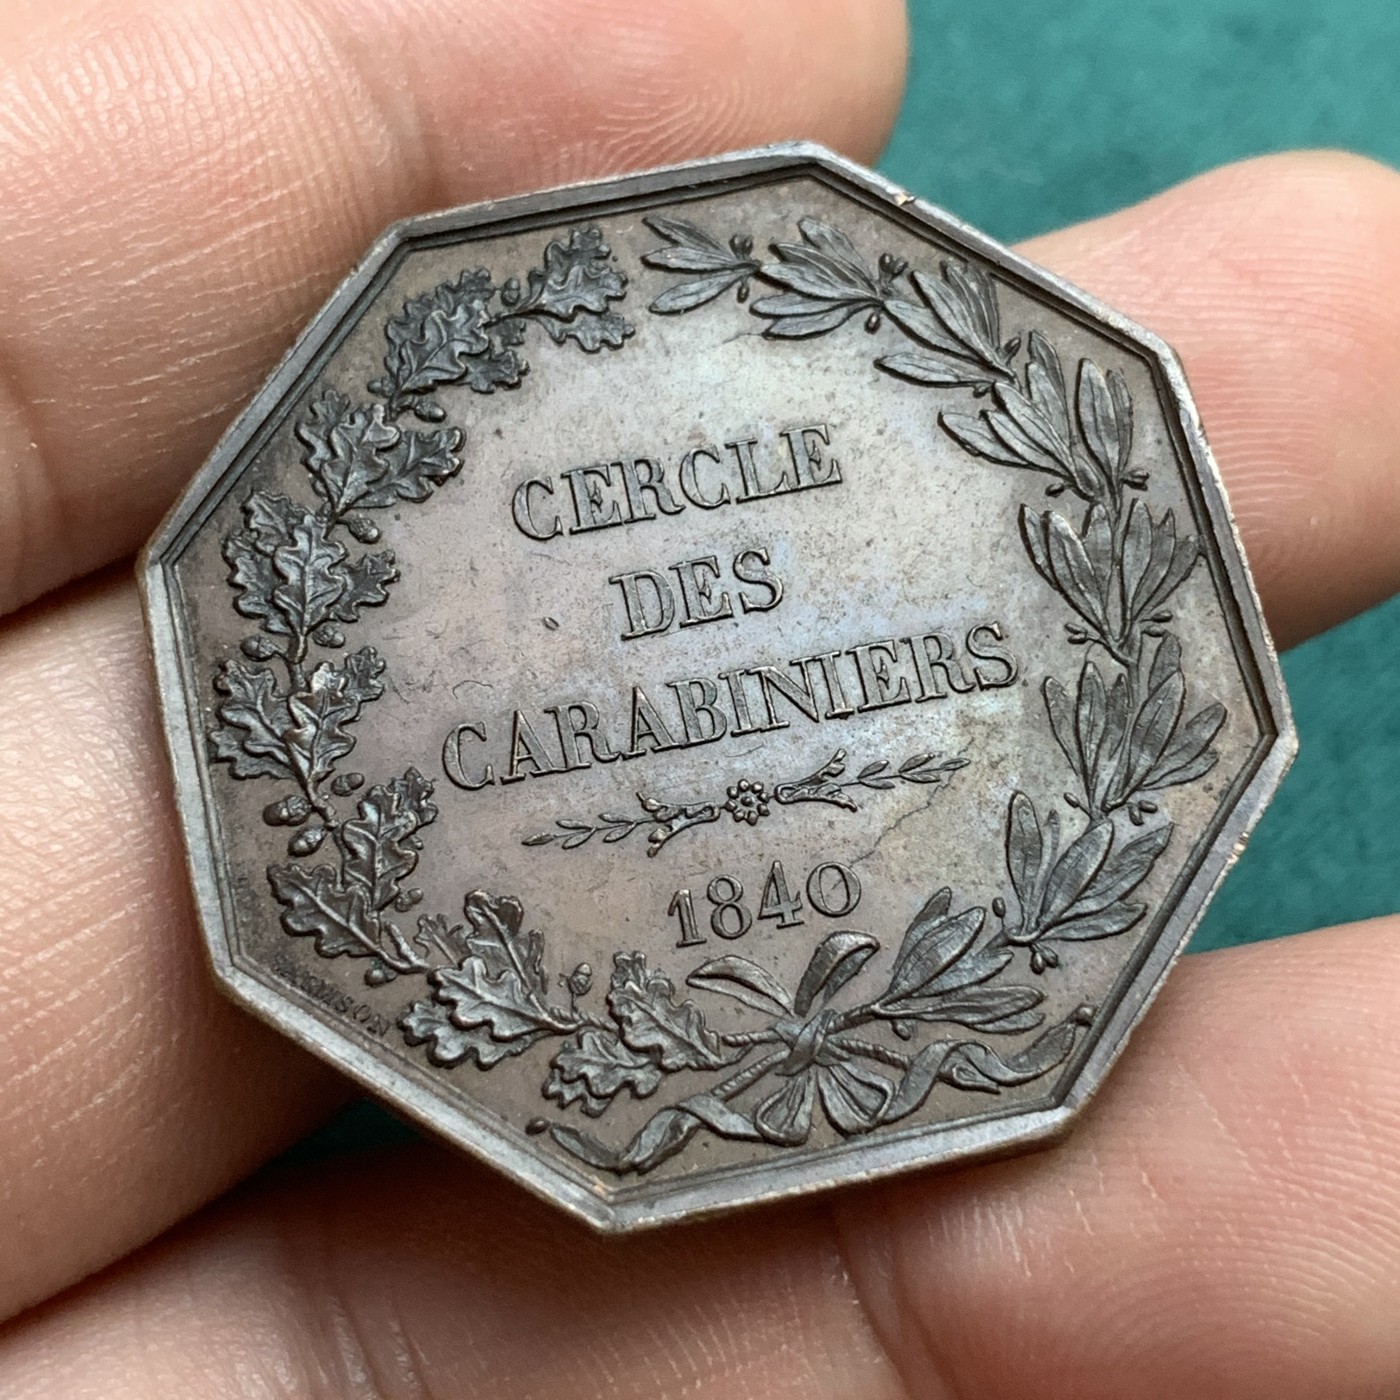 CERCLE
DES
CARABINIERS
1840